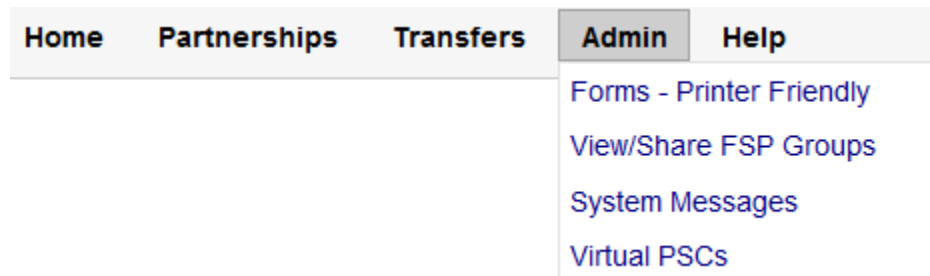 Home Partnerships Transfers Admin Help
Forms - Printer Friendly
View/Share FSP Groups
System Messages
Virtual PSCs